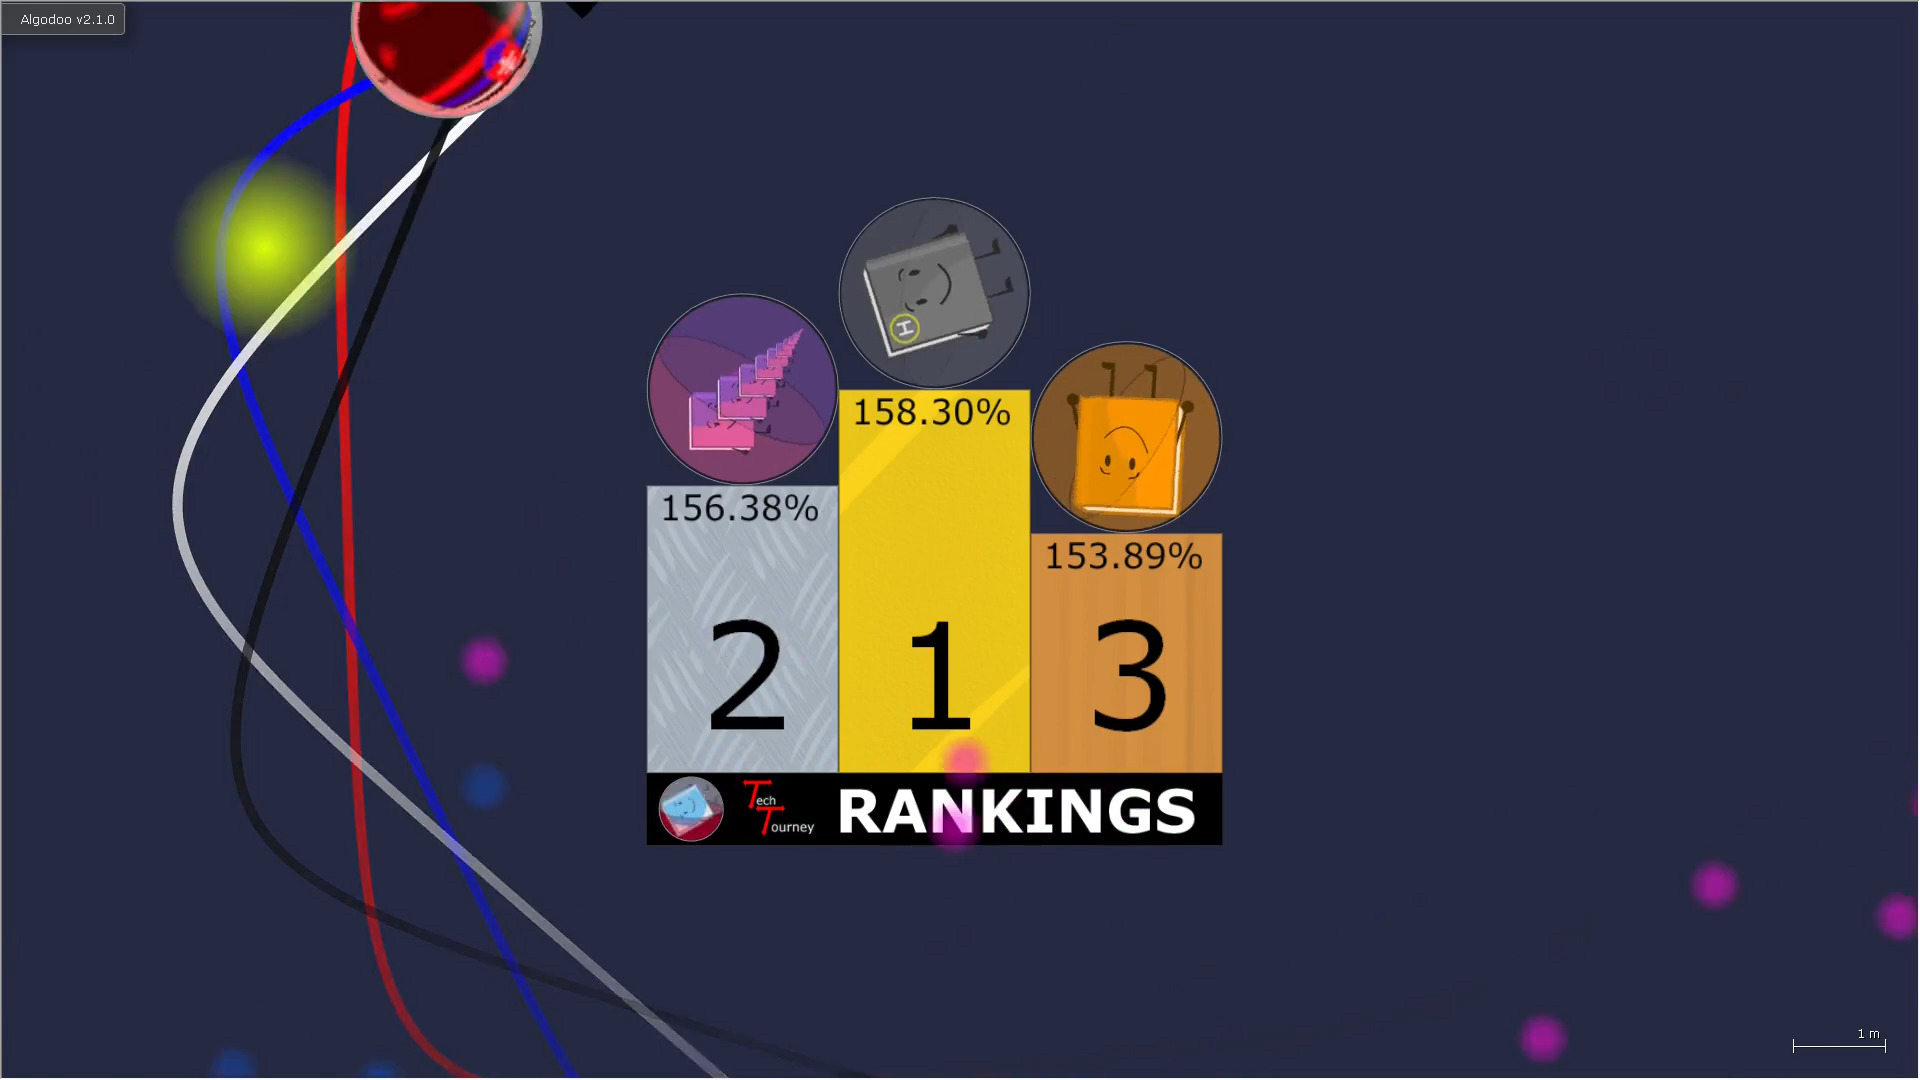 Algodoo v2.1.0
158.30%
156.38%
153.89%
2
1
3
Tech
Tourney
RANKINGS
1 m